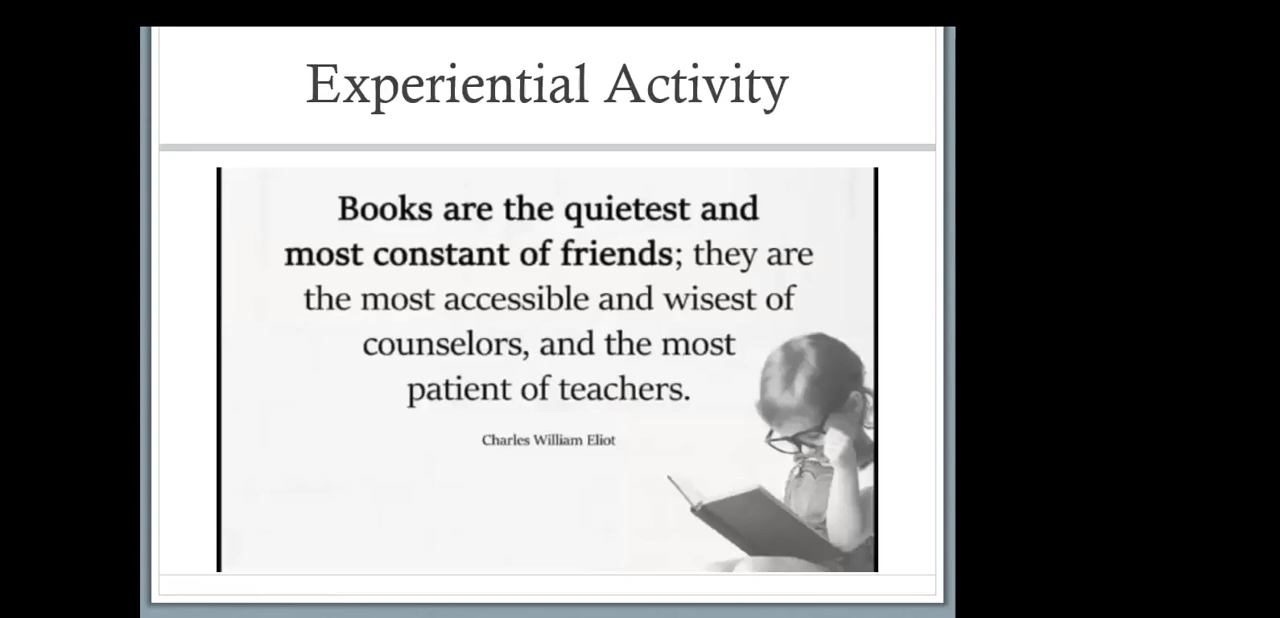 Experiential Activity
Books are the quietest and
most constant of friends; they are
the most accessible and wisest of
counselors, and the most
patient of teachers.
Charles William Eliot